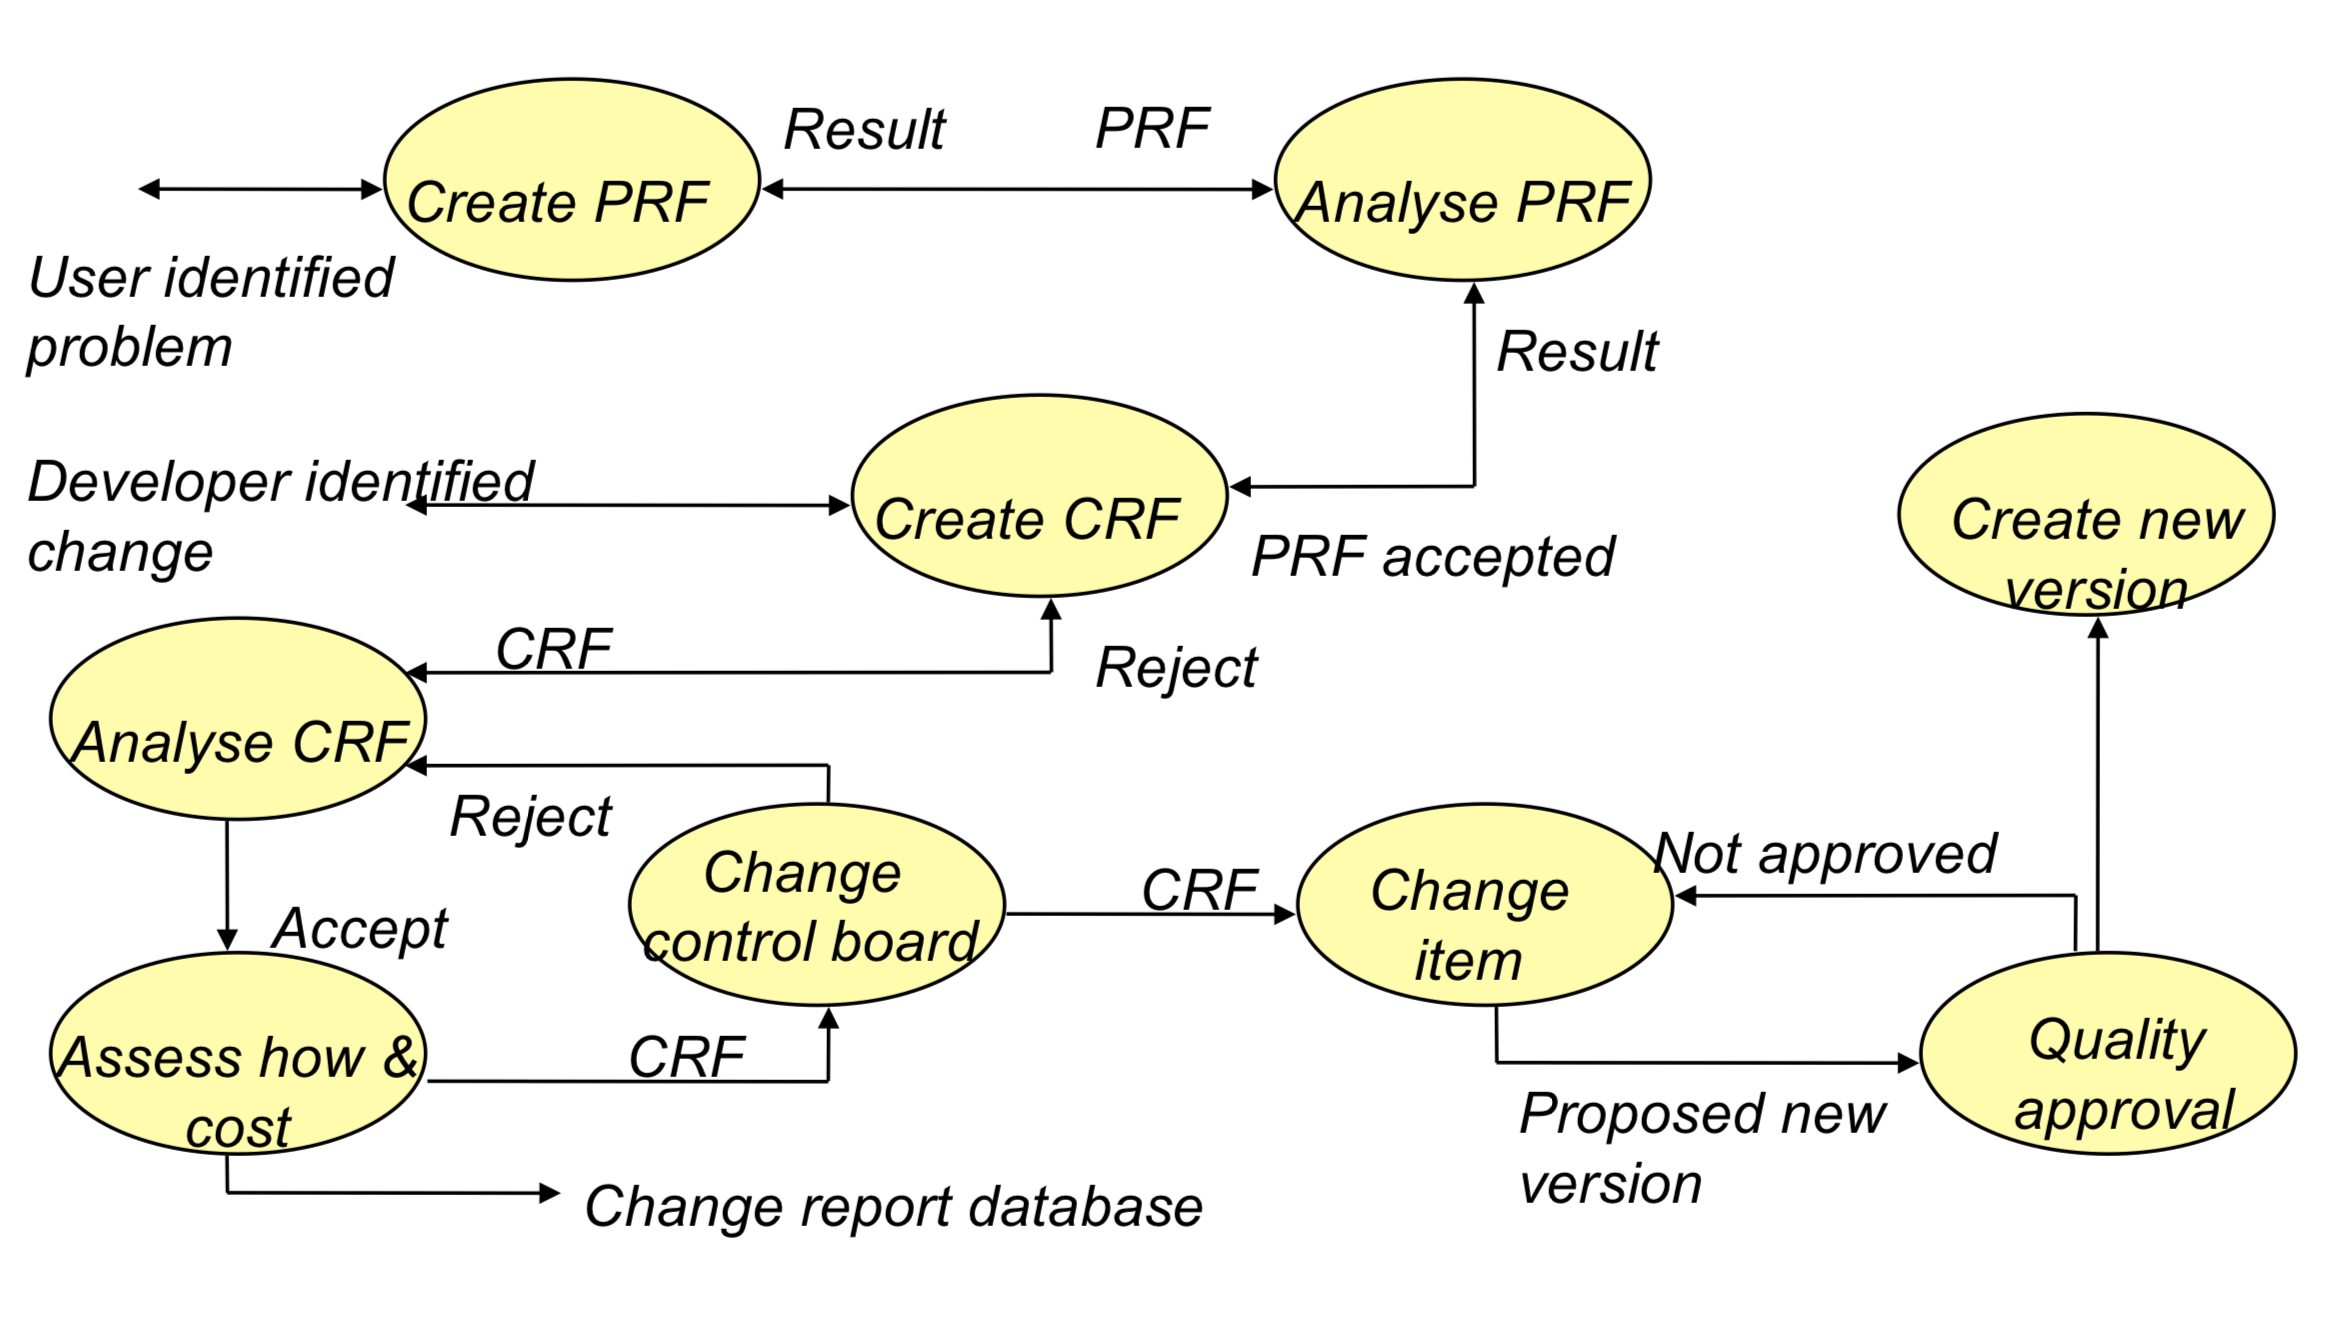 Result
PRF
Create PRF
Analyse PRF
User identified
problem
Result
Developer identified
change
Create CRF
PRF accepted
Create new
version
CRF
Reject
Analyse CRF
Reject
Accept
Change
control board
CRF
Change
item
Not approved
Assess how &
cost
CRF
Quality
approval
Proposed new
version
Change report database